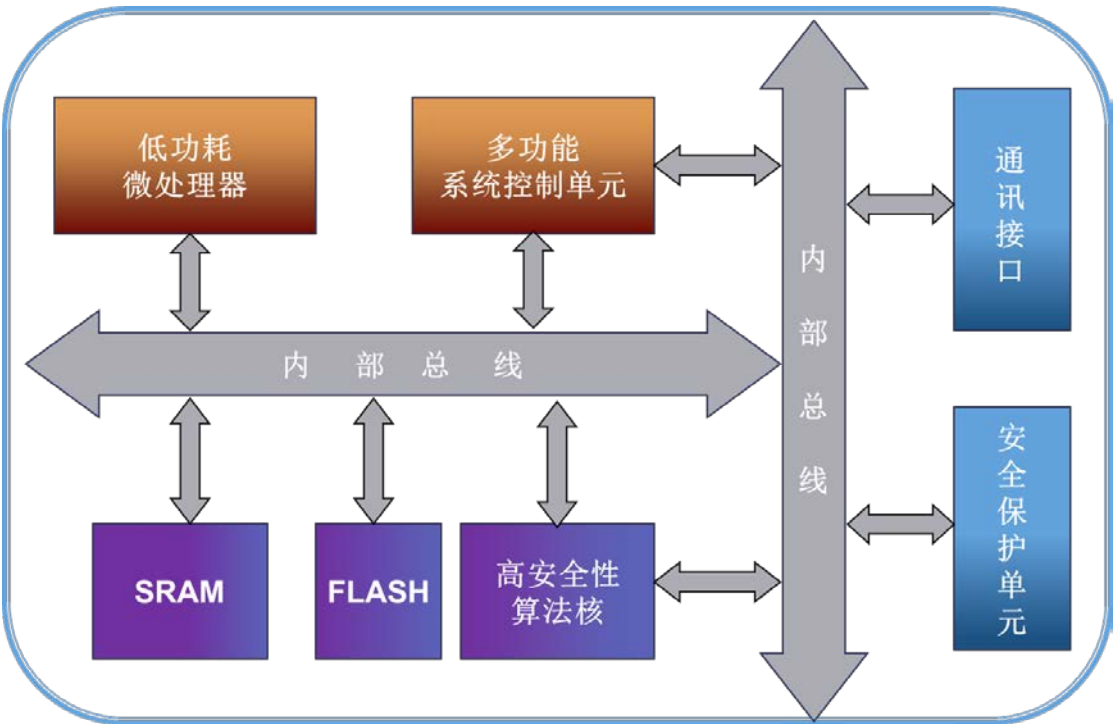 低功耗
微处理器
多功能
系统控制单元
通讯接口
内部总线
内部总线
SRAM
FLASH
高安全性
算法核
安全保护单元